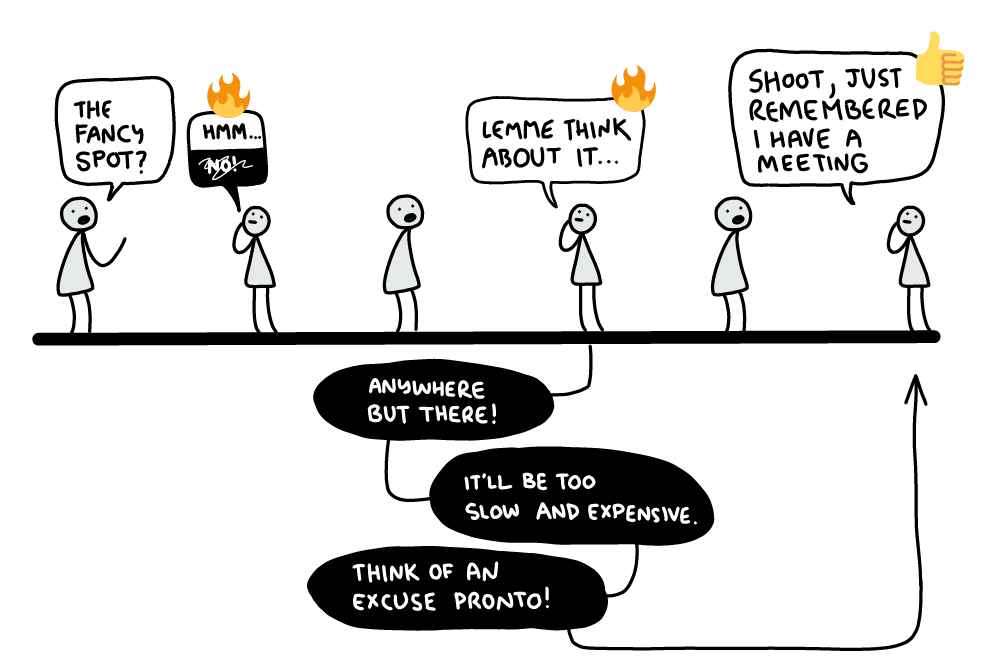 THE
FANCY
SPOT?
HMM...
NO!
LEMME THINK
ABOUT IT...
SHOOT, JUST
REMEMBERED
I HAVE A
MEETING
ANYWHERE
BUT THERE!
IT'LL BE TOO
SLOW AND EXPENSIVE.
THINK OF AN
EXCUSE PRONTO!